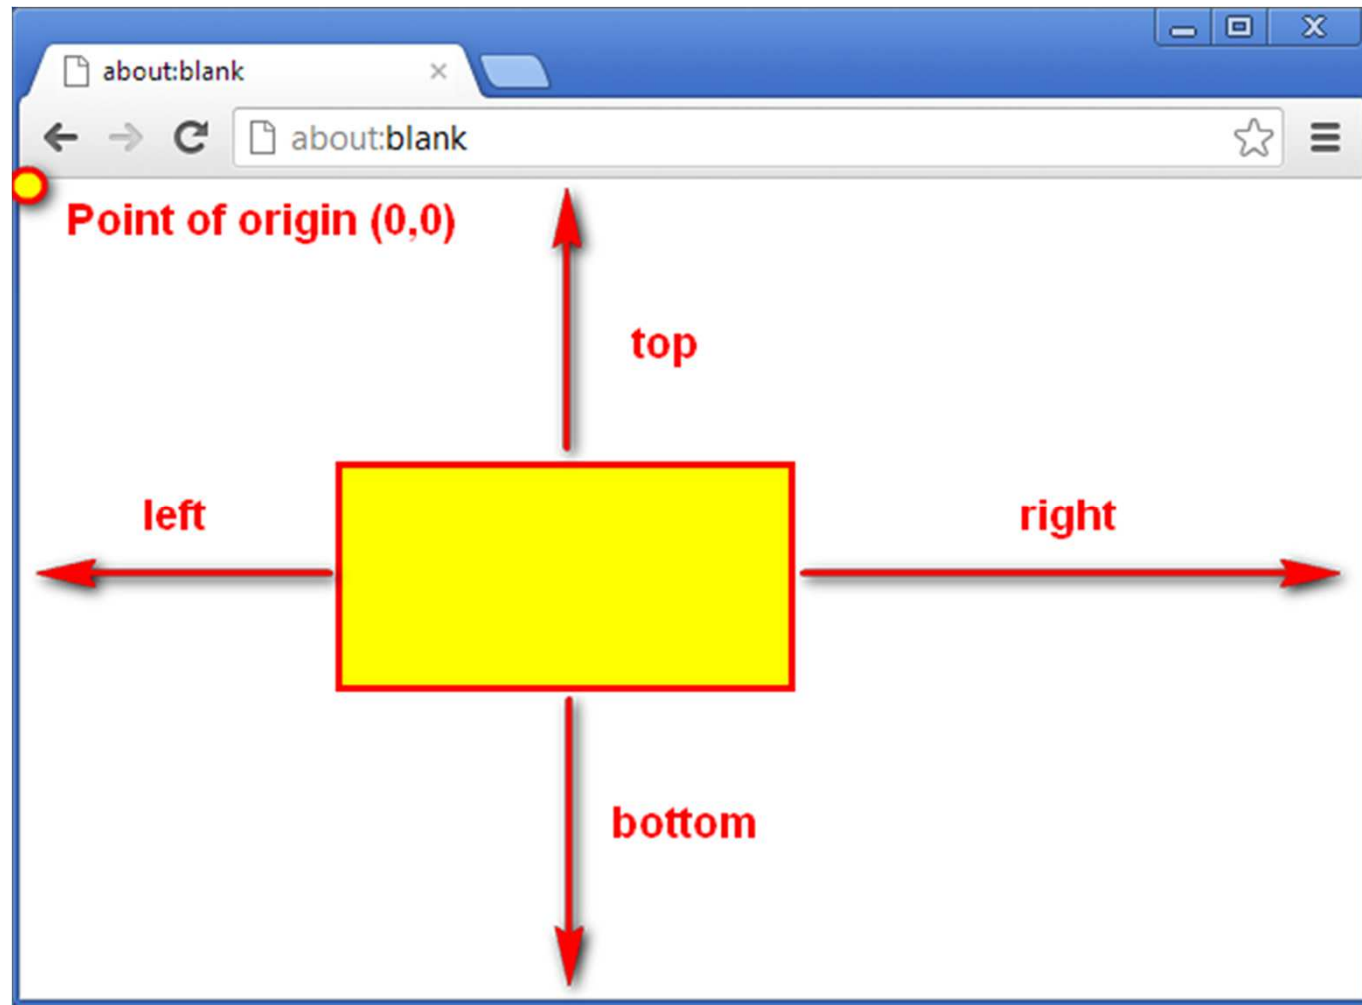 about:blank
about:blank
Point of origin (0,0)
top
left
right
bottom